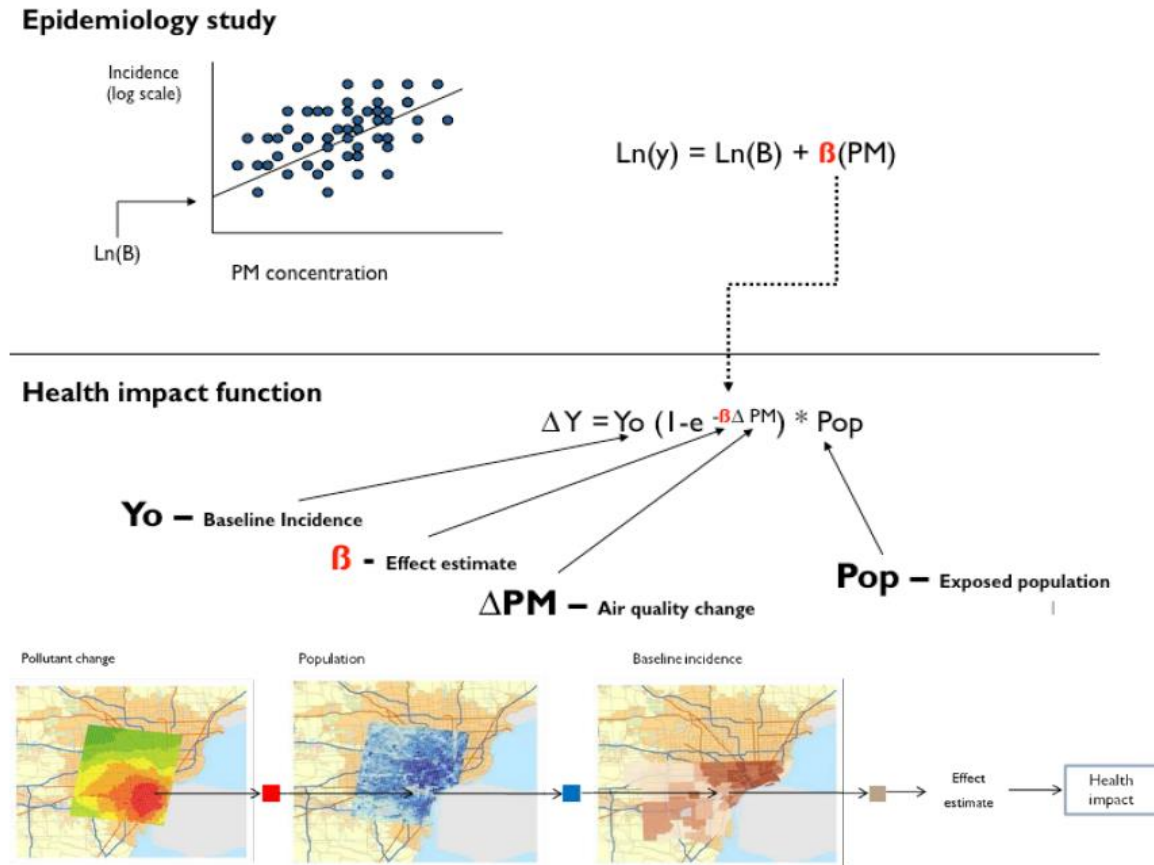 Epidemiology study
Incidence
(log scale)
Ln(y) = Ln(B) + ß(PM)
Ln(B)
PM concentration
Health impact function
Δ Y = Yo (1-e -ßΔ PM) * Pop
Yo – Baseline Incidence
ß - Effect estimate
ΔPM – Air quality change
Pop – Exposed population
Pollutant change
Population
Baseline incidence
Effect
estimate
Health
impact